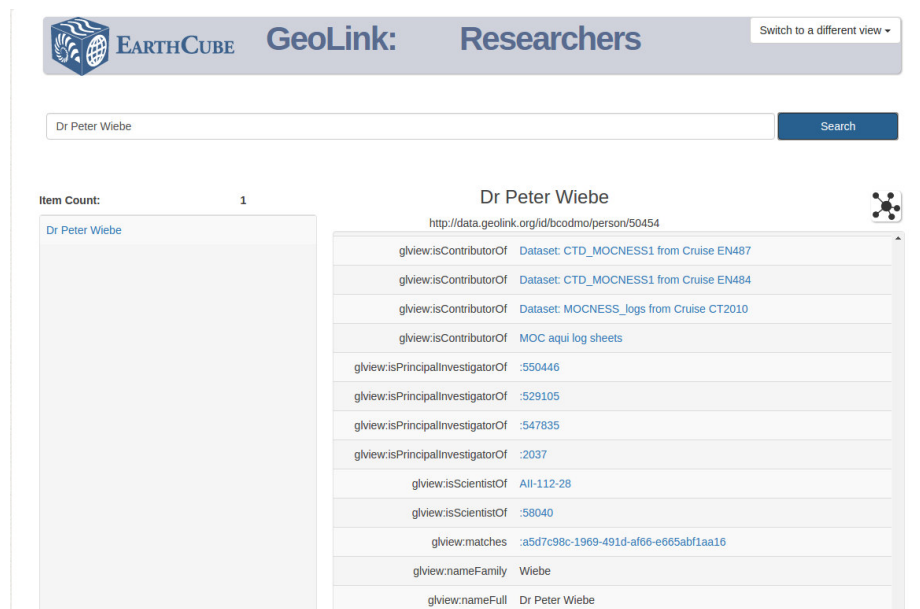 EARTHCUBE GeoLink: Researchers
Switch to a different view
Dr Peter Wiebe
Search
Item Count: 1
Dr Peter Wiebe
Dr Peter Wiebe
http://data.geolink.org/id/bcodmo/person/50454
glview:isContributorOf Dataset: CTD_MOCNESS1 from Cruise EN487
glview:isContributorOf Dataset: CTD_MOCNESS1 from Cruise EN484
glview:isContributorOf Dataset: MOCNESS_logs from Cruise CT2010
glview:isContributorOf MOC aqui log sheets
glview:isPrincipalInvestigatorOf :550446
glview:isPrincipalInvestigatorOf :529105
glview:isPrincipalInvestigatorOf :547835
glview:isPrincipalInvestigatorOf :2037
glview:isScientistOf AII-112-28
glview:isScientistOf :58040
glview:matches :a5d7c98c-1969-491d-af66-e665abf1aa16
glview:nameFamily Wiebe
glview:nameFull Dr Peter Wiebe